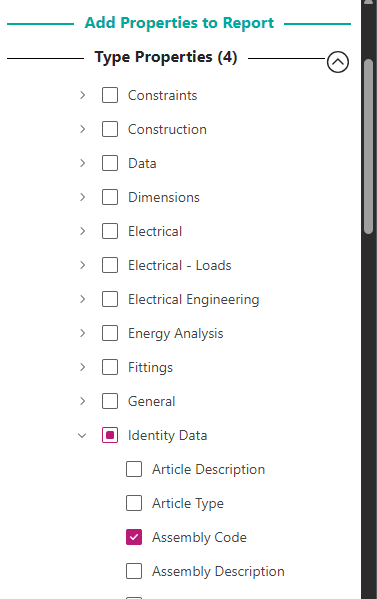 Add Properties to Report
Type Properties (4)
Constraints
Construction
Data
Dimensions
Electrical
Electrical - Loads
Electrical Engineering
Energy Analysis
Fittings
General
Identity Data
Article Description
Article Type
Assembly Code
Assembly Description